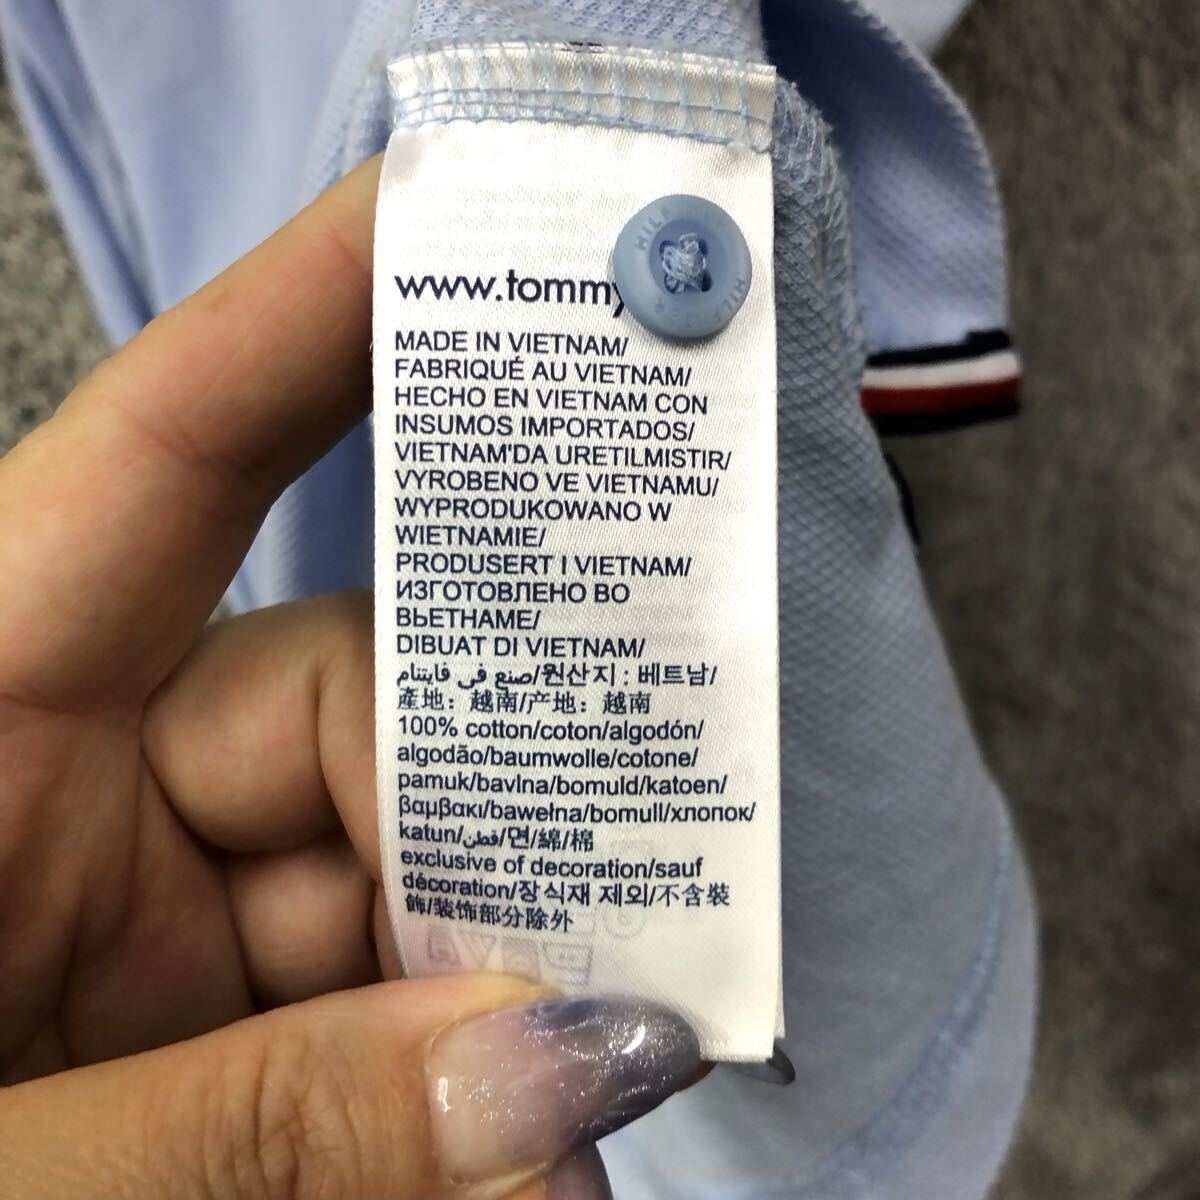 HILFIGER HILFIGER
www.tommy
MADE IN VIETNAM/
FABRIQUÉ AU VIETNAM/
HECHO EN VIETNAM CON
INSUMOS IMPORTADOS/
VIETNAM'DA URETILMISTIR/
VYROBENO VE VIETNAMU/
WYPRODUKOWANO W
WIETNAMIE/
PRODUSERT I VIETNAM/
ИЗГОТОВЛЕНО ВО
ВЬЕТНАМЕ/
DIBUAT DI VIETNAM/
صنع في فايتنام/원산지 : 베트남/
產地：越南/产地：越南
100% cotton/coton/algodón/
algodão/baumwolle/cotone/
pamuk/bavlna/bomuld/katoen/
βαμβακι/bawełna/bomull/хлопок/
katun/قطن/면/綿/棉
exclusive of decoration/sauf
décoration/장식재 제외/不含裝
飾/装饰部分除外